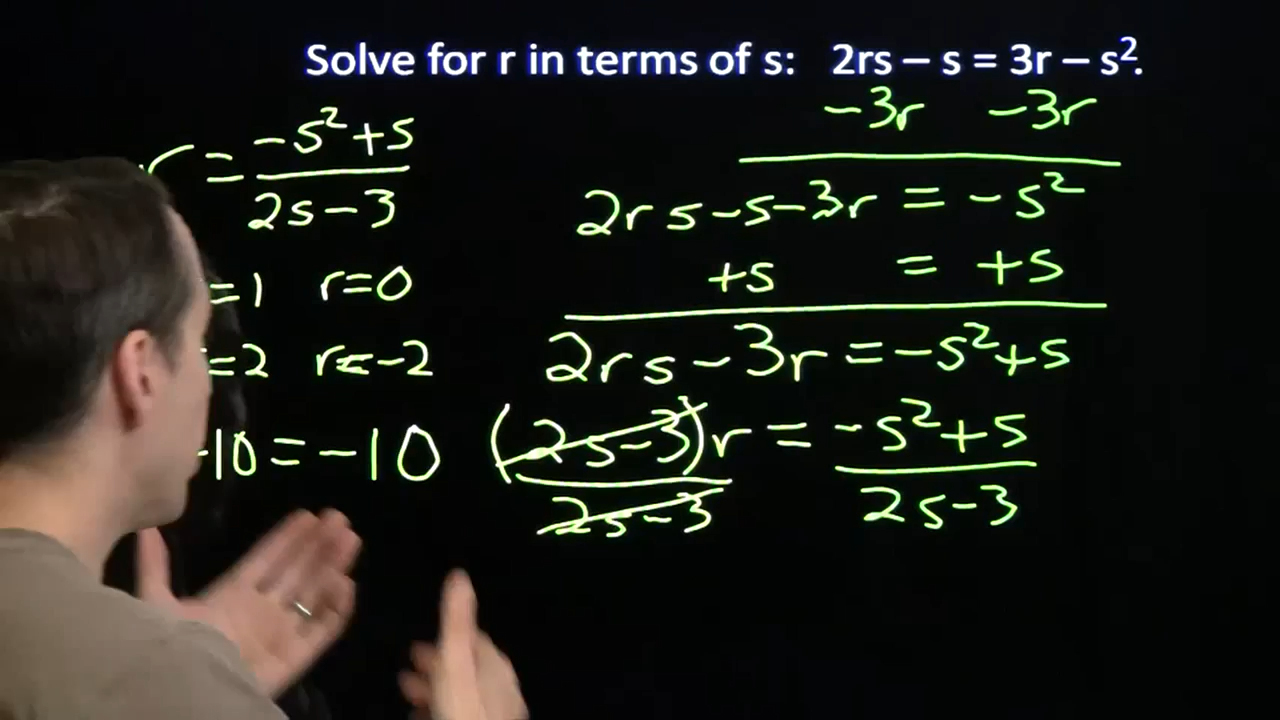 Solve for r in terms of s: 2rs – s = 3r – s².
-3r -3r
2rs-s-3r = -s²
+s = +s
2rs-3r=-s²+s
(2s-3)r = -s²+s
2s-3 2s-3
r = -s²+s
2s-3
=1 r=0
=2 r=-2
-10=-10